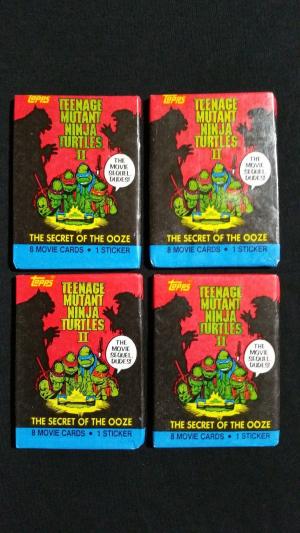 TOPPS
TEENAGE
MUTANT
NINJA
TURTLES
II
THE
MOVIE
SEQUEL,
DUDES!
THE SECRET OF THE OOZE
8 MOVIE CARDS • 1 STICKER
TOPPS
TEENAGE
MUTANT
NINJA
TURTLES
II
THE
MOVIE
SEQUEL,
DUDES!
THE SECRET OF THE OOZE
8 MOVIE CARDS • 1 STICKER
TOPPS
TEENAGE
MUTANT
NINJA
TURTLES
II
THE
MOVIE
SEQUEL,
DUDES!
THE SECRET OF THE OOZE
8 MOVIE CARDS • 1 STICKER
TOPPS
TEENAGE
MUTANT
NINJA
TURTLES
II
THE
MOVIE
SEQUEL,
DUDES!
THE SECRET OF THE OOZE
8 MOVIE CARDS • 1 STICKER